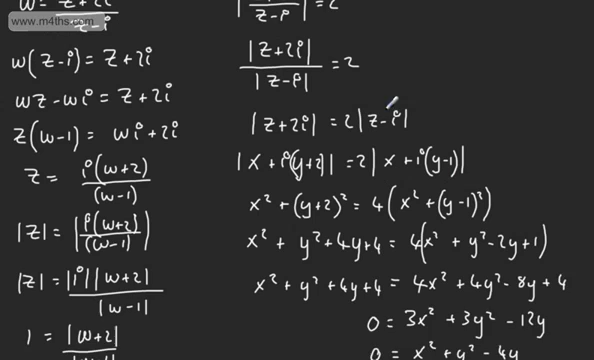 w = z+2i / z-i
www.m4ths.com
w(z-i) = z+2i
wz-wi = z+2i
z(w-1) = wi+2i
z = i(w+2) / (w-1)
|z| = |i(w+2) / (w-1)|
|z| = |i||w+2| / |w-1|
1 = |w+2| / |w-1|
|z-i| = 2
|z+2i| / |z-i| = 2
|z+2i| = 2|z-i|
|x+i(y+2)| = 2|x+i(y-1)|
x² + (y+2)² = 4(x² + (y-1)²)
x² + y² + 4y + 4 = 4(x² + y² - 2y + 1)
x² + y² + 4y + 4 = 4x² + 4y² - 8y + 4
0 = 3x² + 3y² - 12y
0 = x² + y² - 4y